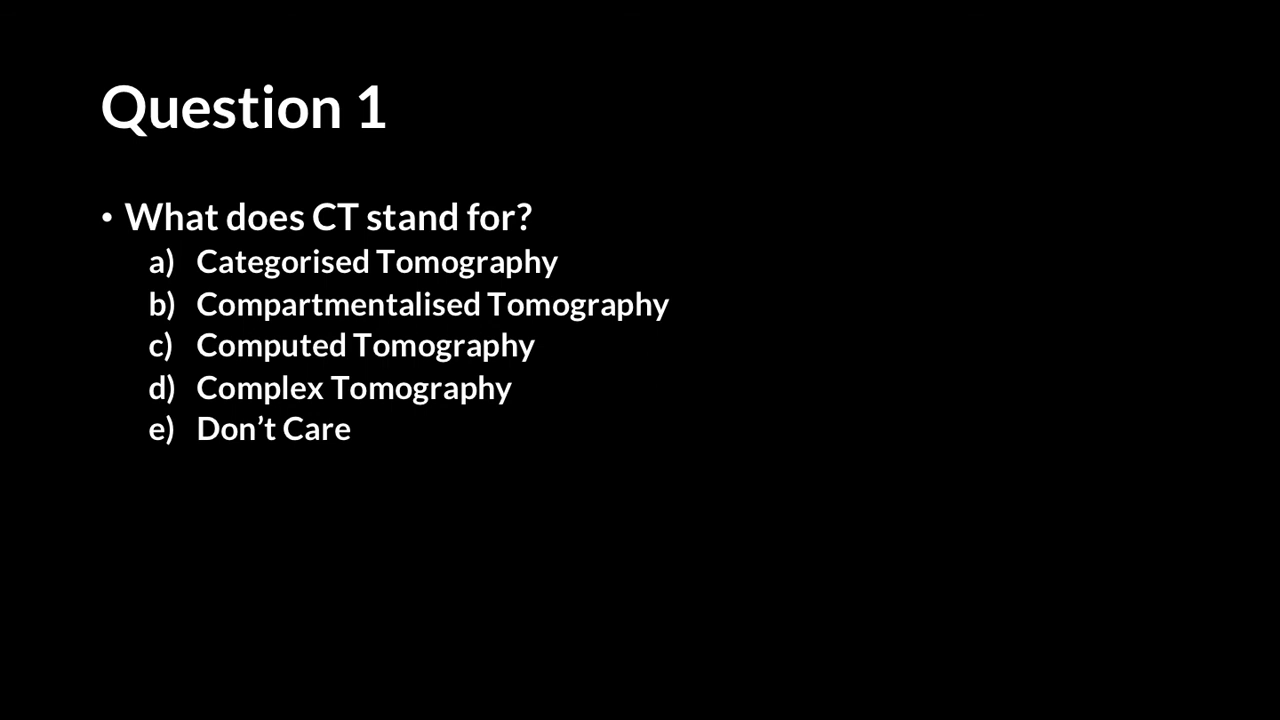 Question 1
• What does CT stand for?
a) Categorised Tomography
b) Compartmentalised Tomography
c) Computed Tomography
d) Complex Tomography
e) Don’t Care